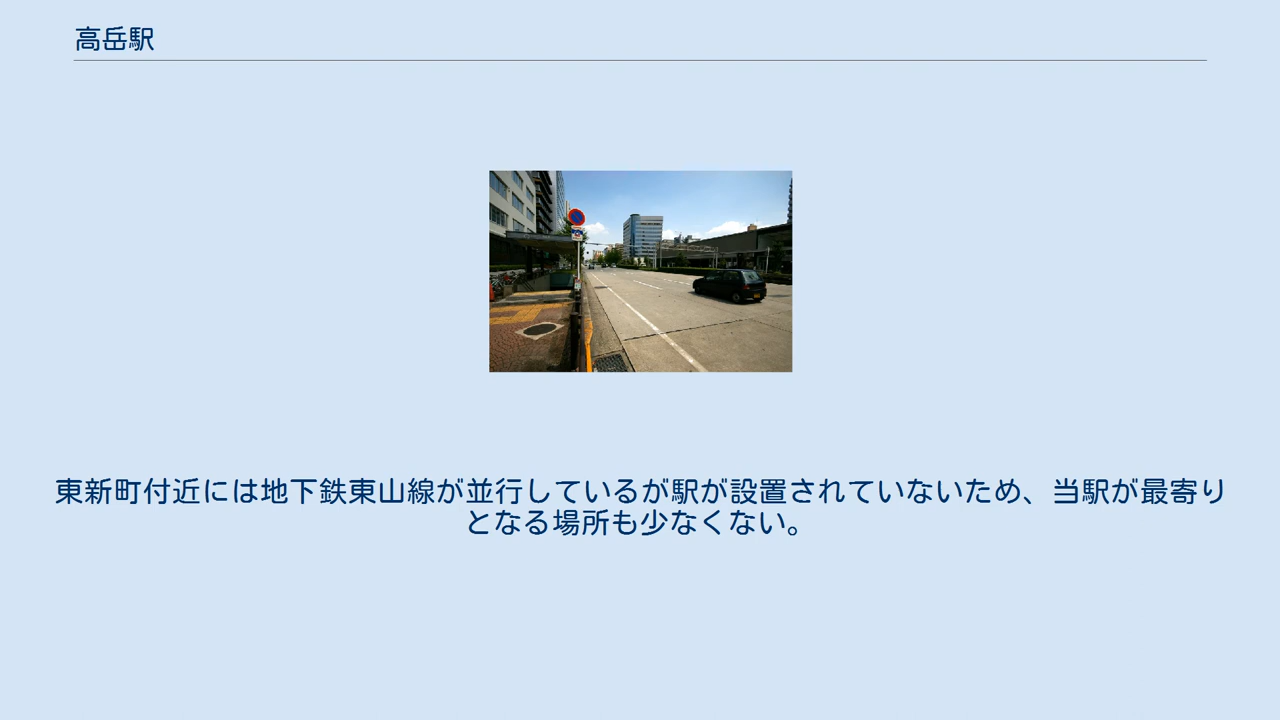 高岳駅
東新町付近には地下鉄東山線が並行しているが駅が設置されていないため、当駅が最寄り
となる場所も少なくない。